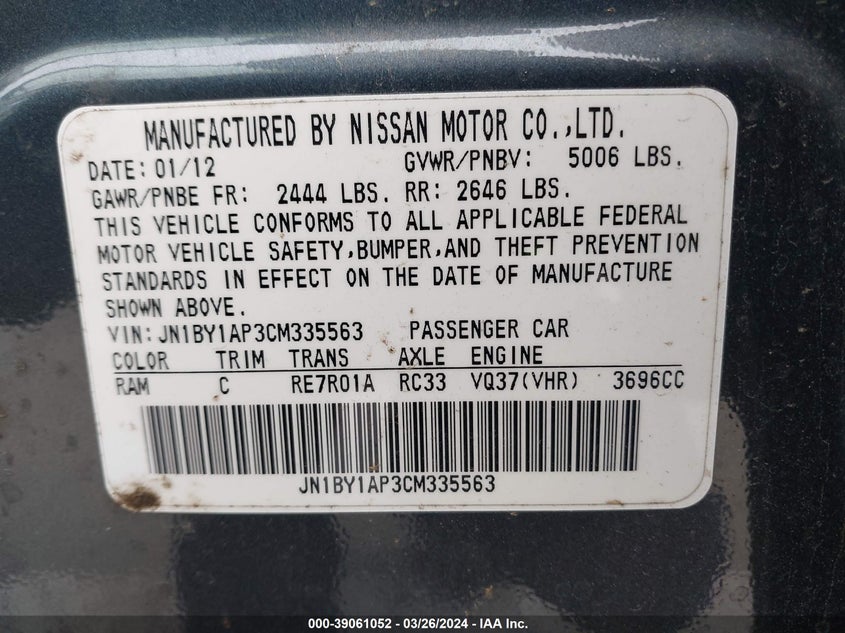 MANUFACTURED BY NISSAN MOTOR CO.,LTD.
DATE: 01/12 GVWR/PNBV: 5006 LBS.
GAWR/PNBE FR: 2444 LBS. RR: 2646 LBS.
THIS VEHICLE CONFORMS TO ALL APPLICABLE FEDERAL
MOTOR VEHICLE SAFETY,BUMPER,AND THEFT PREVENTION
STANDARDS IN EFFECT ON THE DATE OF MANUFACTURE
SHOWN ABOVE.
VIN:JN1BY1AP3CM335563 PASSENGER CAR
COLOR TRIM TRANS AXLE ENGINE
RAM C RE7R01A RC33 VQ37(VHR) 3696CC
JN1BY1AP3CM335563
000-39061052 — 03/26/2024 — IAA Inc.